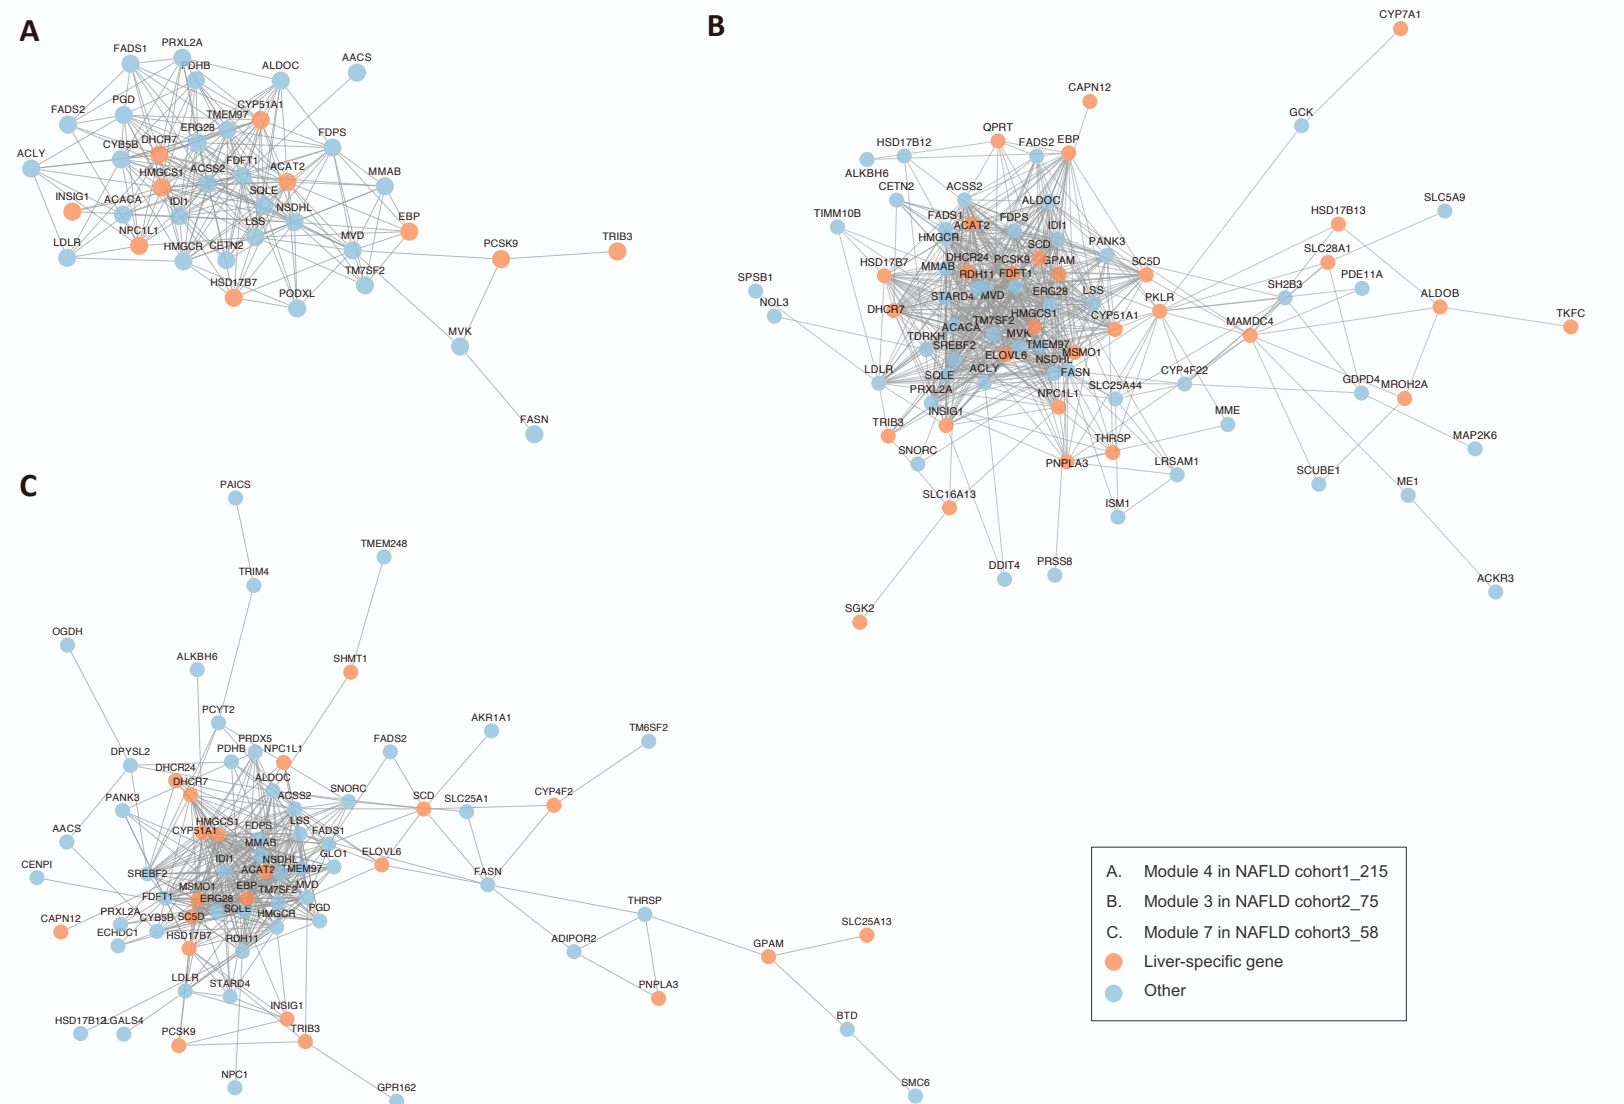 A
PRXL2A
FADS1
PDHB
ALDOC
AACS
PGD
FADS2
CYP51A1
TMEM97
ERG28
FDPS
DHCR7
CYB5B
ACLY
FDFT1
ACAT2
HMGCS1
ACSS2
MMAB
SQLE
INSIG1
ACACA
IDI1
NSDHL
EBP
LSS
NPC1L1
MVD
LDLR
HMGCR
CETN2
PCSK9
TRIB3
TM7SF2
HSD17B7
PODXL
MVK
FASN
B
CYP7A1
CAPN12
GCK
QPRT
EBP
HSD17B12
FADS2
ALKBH6
CETN2
ACSS2
ALDOC
SLC5A9
TIMM10B
FADS1
FDPS
HSD17B13
ACAT2
IDI1
HMGCR
SCD
PANK3
SLC28A1
DHCR24
PCSK9
GPAM
HSD17B7
MMAB
RDH11
FDFT1
SC5D
PDE11A
SPSB1
STARD4
MVD
ERG28
LSS
SH2B3
NOL3
DHCR7
HMGCS1
PKLR
ALDOB
TM7SF2
CYP51A1
MAMDC4
TKFC
ACACA
MVK
TDRKH
SREBF2
TMEM97
ELOVL6
MSMO1
NSDHL
LDLR
SQLE
ACLY
FASN
CYP4F22
GDPD4
MROH2A
PRXL2A
SLC25A44
NPC1L1
INSIG1
TRIB3
MME
SNORC
THRSP
MAP2K6
PNPLA3
LRSAM1
SCUBE1
ME1
SLC16A13
ISM1
DDIT4
PRSS8
ACKR3
SGK2
C
PAICS
TMEM248
TRIM4
OGDH
ALKBH6
SHMT1
PCYT2
AKR1A1
TM6SF2
PRDX5
PDHB
NPC1L1
FADS2
DPYSL2
DHCR24
ALDOC
DHCR7
SNORC
PANK3
ACSS2
SCD
SLC25A1
CYP4F2
HMGCS1
FDPS
LSS
AACS
CYP51A1
FADS1
MMAB
GLO1
ELOVL6
CENPI
IDI1
NSDHL
SREBF2
ACAT2
TMEM97
FASN
MSMO1
EBP
TM7SF2
MVD
FDFT1
ERG28
THRSP
CAPN12
PRXL2A
CYB5B
SC5D
SQLE
HMGCR
PGD
SLC25A13
ECHDC1
HSD17B7
RDH11
ADIPOR2
GPAM
LDLR
STARD4
PNPLA3
INSIG1
HSD17B12
LGALS4
PCSK9
TRIB3
BTD
NPC1
GPR162
SMC6
A. Module 4 in NAFLD cohort1_215
B. Module 3 in NAFLD cohort2_75
C. Module 7 in NAFLD cohort3_58
Liver-specific gene
Other